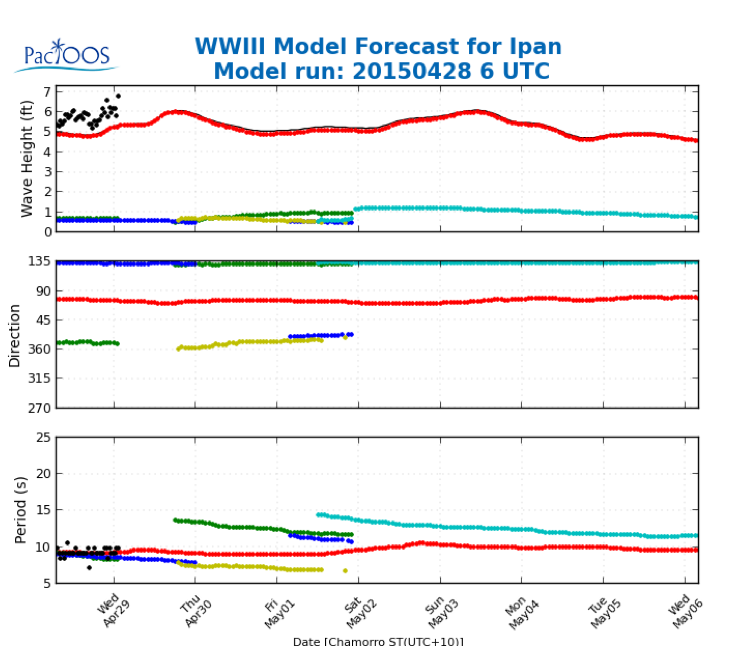 PacIOOS
WWIII Model Forecast for Ipan
Model run: 20150428 6 UTC
Wave Height (ft)
7
6
5
4
3
2
1
0
Direction
135
90
45
360
315
270
Period (s)
25
20
15
10
5
Wed
Apr29
Thu
Apr30
Fri
May01
Sat
May02
Sun
May03
Mon
May04
Tue
May05
Wed
May06
Date [Chamorro ST(UTC+10)]